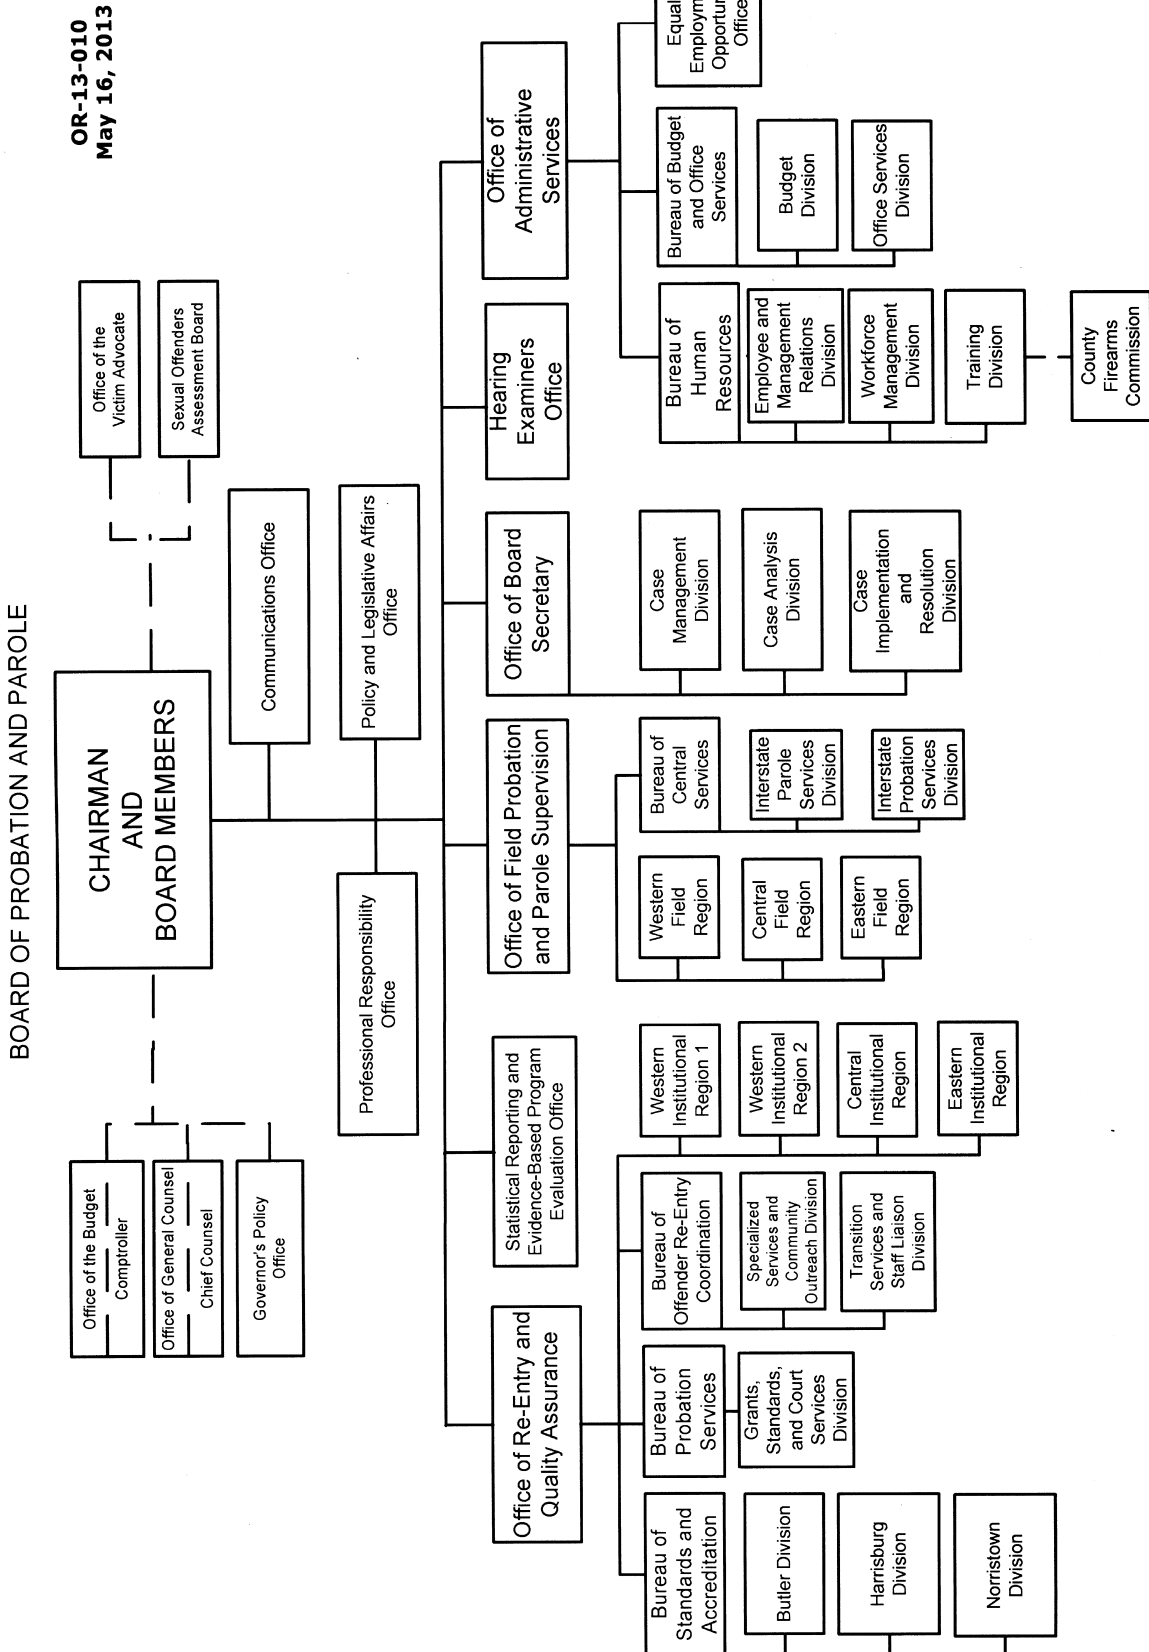 OR-13-010
May 16, 2013
BOARD OF PROBATION AND PAROLE
CHAIRMAN
AND
BOARD MEMBERS
Office of the Budget
Comptroller
Office of General Counsel
Chief Counsel
Governor's Policy
Office
Office of the
Victim Advocate
Sexual Offenders
Assessment Board
Communications Office
Professional Responsibility
Office
Policy and Legislative Affairs
Office
Office of Re-Entry and
Quality Assurance
Statistical Reporting and
Evidence-Based Program
Evaluation Office
Office of Field Probation
and Parole Supervision
Office of Board
Secretary
Hearing
Examiners
Office
Office of
Administrative
Services
Bureau of
Standards and
Accreditation
Butler Division
Harrisburg
Division
Norristown
Division
Bureau of
Probation
Services
Grants,
Standards,
and Court
Services
Division
Bureau of
Offender Re-Entry
Coordination
Specialized
Services and
Community
Outreach Division
Transition
Services and
Staff Liaison
Division
Western
Institutional
Region 1
Western
Institutional
Region 2
Central
Institutional
Region
Eastern
Institutional
Region
Western
Field
Region
Central
Field
Region
Eastern
Field
Region
Bureau of
Central
Services
Interstate
Parole
Services
Division
Interstate
Probation
Services
Division
Case
Management
Division
Case Analysis
Division
Case
Implementation
and
Resolution
Division
Bureau of
Human
Resources
Employee and
Management
Relations
Division
Workforce
Management
Division
Training
Division
County
Firearms
Commission
Bureau of Budget
and Office
Services
Budget
Division
Office Services
Division
Equal
Office